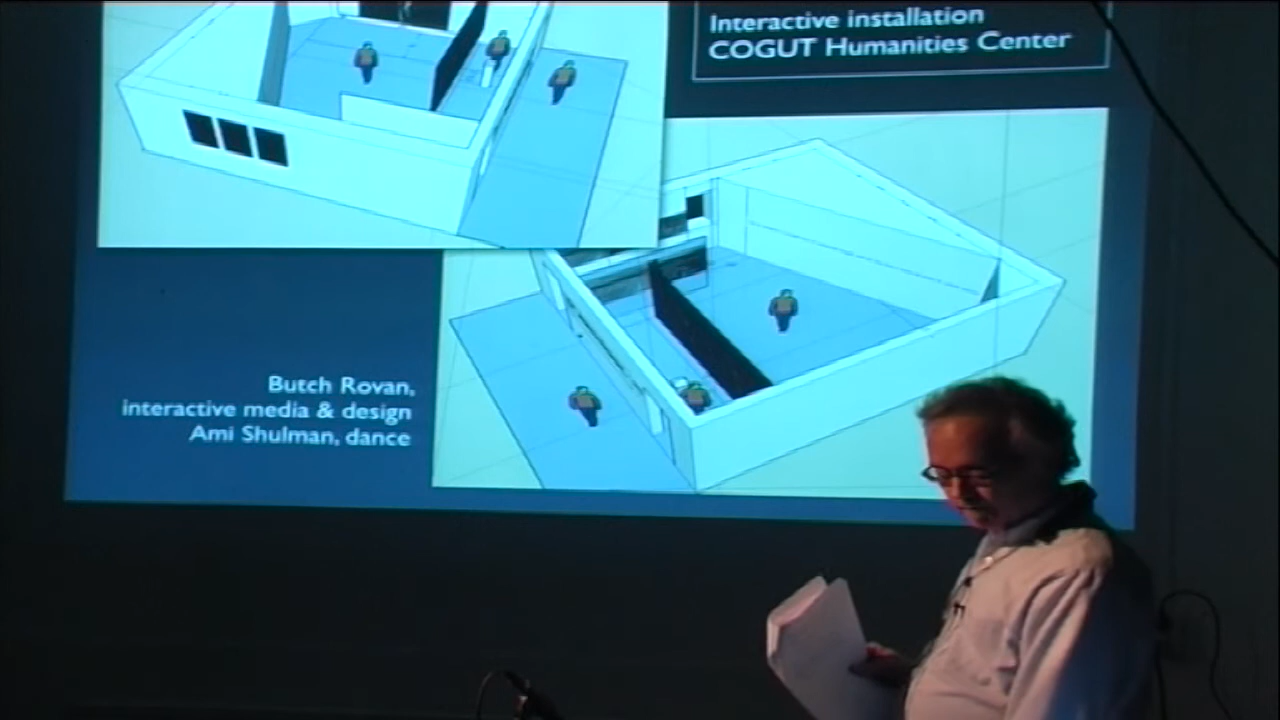 Interactive installation
COGUT Humanities Center
Butch Rovan,
interactive media & design
Ami Shulman, dance